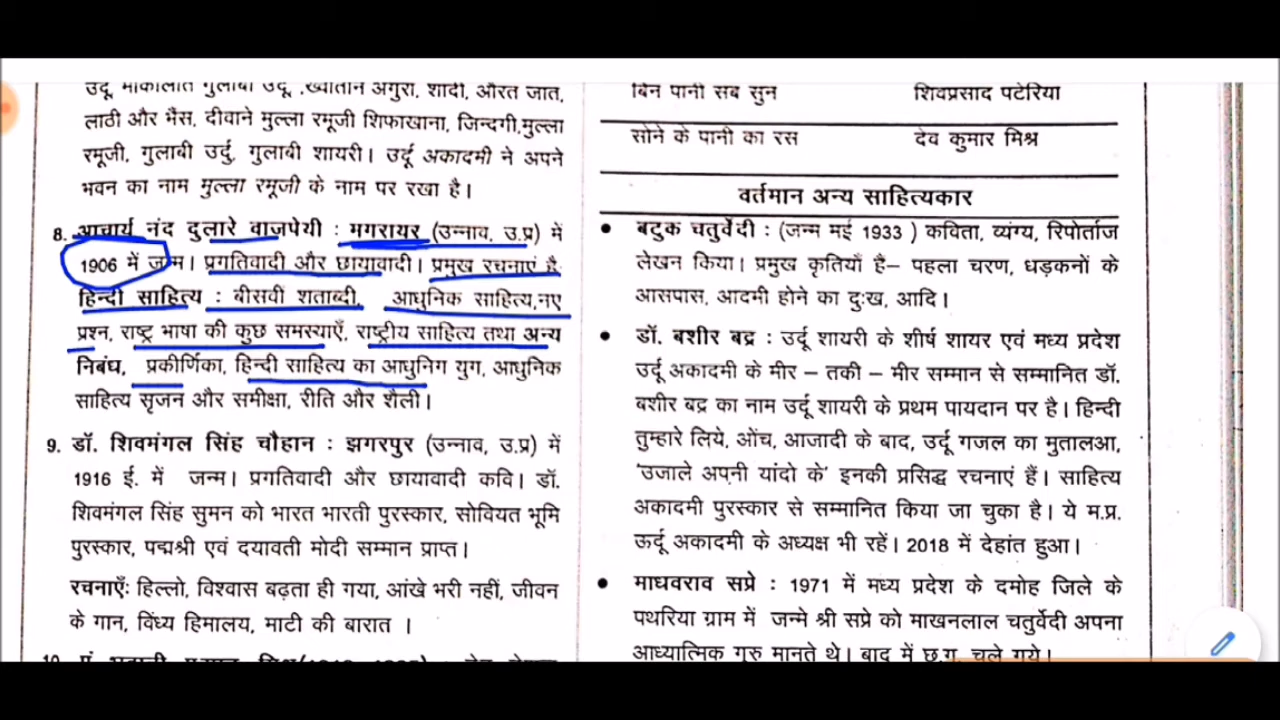 उर्दू, माकालात गुलाबी उर्दू, ख्वातीन अंगुरा, शादी, औरत जात,
लाठी और भैंस, दीवाने मुल्ला रमूजी शिफाखाना, जिन्दगी,मुल्ला
रमूजी, गुलाबी उर्दु, गुलाबी शायरी। उर्दू अकादमी ने अपने
भवन का नाम मुल्ला रमूजी के नाम पर रखा है।
8. आचार्य नंद दुलारे वाजपेयी : मगरायर (उन्नाव, उ.प्र) में
1906 में जन्म। प्रगतिवादी और छायावादी। प्रमुख रचनाएं है
हिन्दी साहित्य : बीसवीं शताब्दी, आधुनिक साहित्य,नए
प्रश्न, राष्ट्र भाषा की कुछ समस्याएँ, राष्ट्रीय साहित्य तथा अन्य
निबंध, प्रकीर्णिका, हिन्दी साहित्य का आधुनिग युग, आधुनिक
साहित्य सृजन और समीक्षा, रीति और शैली।
9. डॉ. शिवमंगल सिंह चौहान : झगरपुर (उन्नाव, उ.प्र) में
1916 ई. में जन्म। प्रगतिवादी और छायावादी कवि। डॉ.
शिवमंगल सिंह सुमन को भारत भारती पुरस्कार, सोवियत भूमि
पुरस्कार, पद्मश्री एवं दयावती मोदी सम्मान प्राप्त।
रचनाएँः हिल्लो, विश्वास बढ़ता ही गया, आंखे भरी नहीं, जीवन
के गान, विंध्य हिमालय, माटी की बारात ।
बिन पानी सब सुन शिवप्रसाद पटेरिया
सोने के पानी का रस देव कुमार मिश्र
वर्तमान अन्य साहित्यकार
● बटुक चतुर्वेदी : (जन्म मई 1933 ) कविता, व्यंग्य, रिपोर्ताज
लेखन किया। प्रमुख कृतियाँ है– पहला चरण, धड़कनों के
आसपास, आदमी होने का दुःख, आदि।
● डॉ. बशीर बद्र : उर्दू शायरी के शीर्ष शायर एवं मध्य प्रदेश
उर्दू अकादमी के मीर – तकी – मीर सम्मान से सम्मानित डॉ.
बशीर बद्र का नाम उर्दू शायरी के प्रथम पायदान पर है। हिन्दी
तुम्हारे लिये, ओंच, आजादी के बाद, उर्दू गजल का मुतालआ,
'उजाले अपनी यांदो के' इनकी प्रसिद्ध रचनाएं हैं। साहित्य
अकादमी पुरस्कार से सम्मानित किया जा चुका है। ये म.प्र.
ऊर्दू अकादमी के अध्यक्ष भी रहें। 2018 में देहांत हुआ।
● माधवराव सप्रे : 1971 में मध्य प्रदेश के दमोह जिले के
पथरिया ग्राम में जन्मे श्री सप्रे को माखनलाल चतुर्वेदी अपना
आध्यात्मिक गुरु मानते थे। बाद में छ.ग. चले गये।